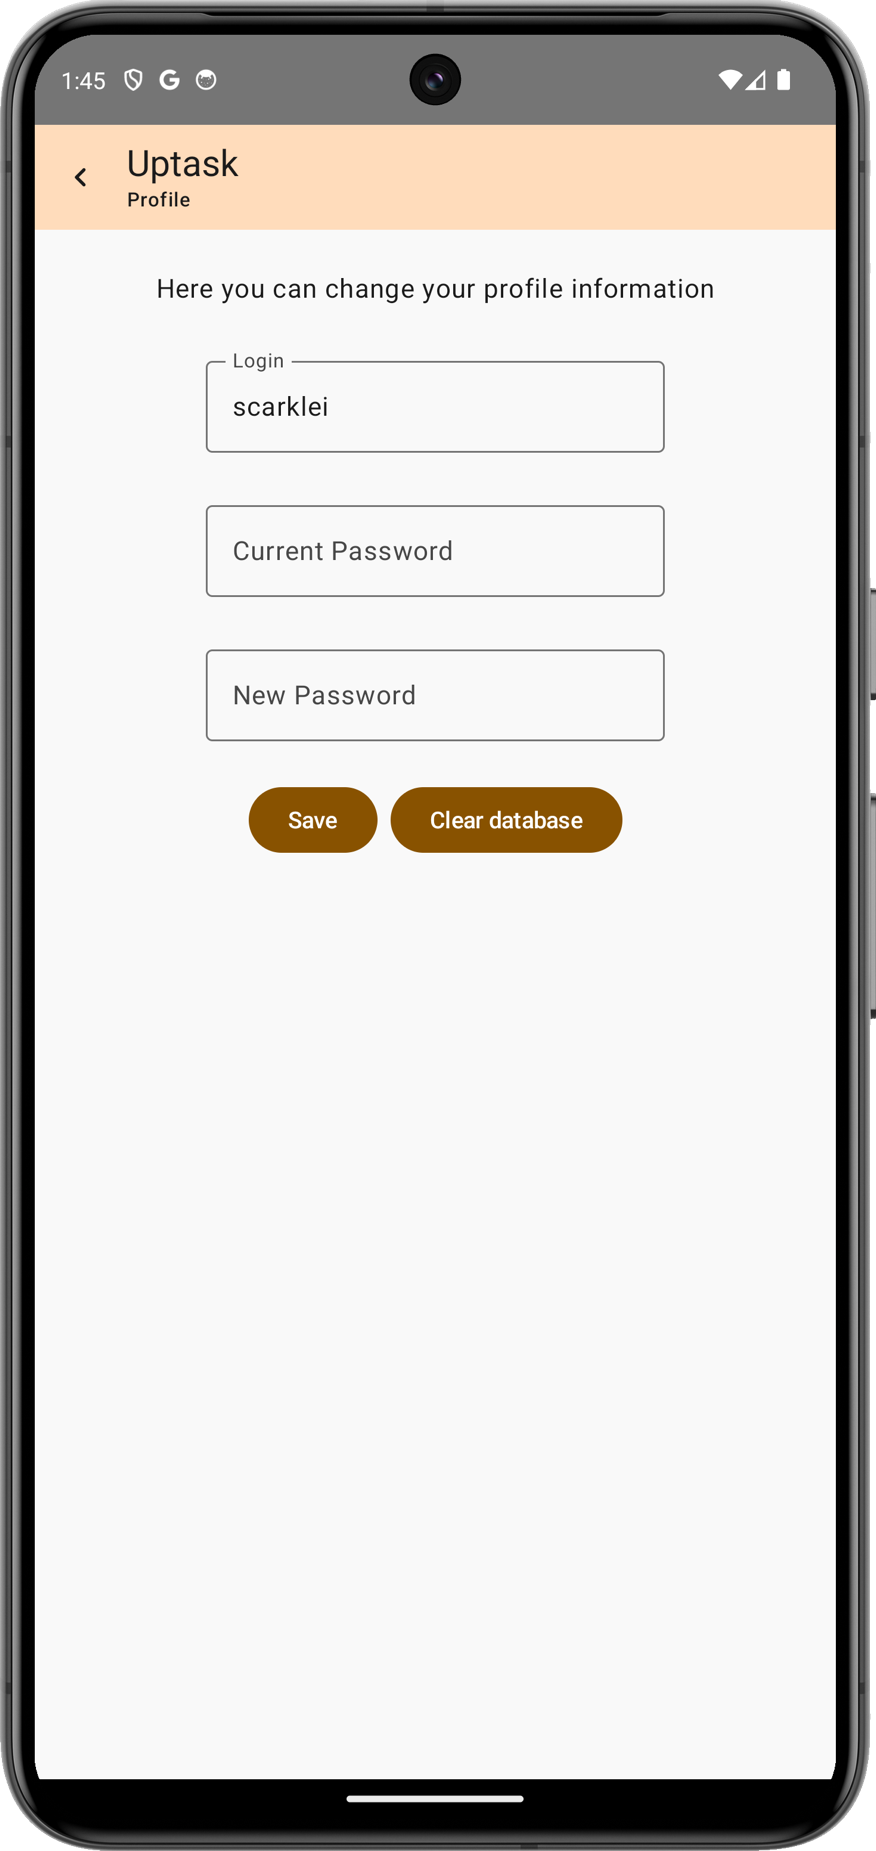 1:45
Uptask
Profile
Here you can change your profile information
Login
scarklei
Current Password
New Password
Save Clear database